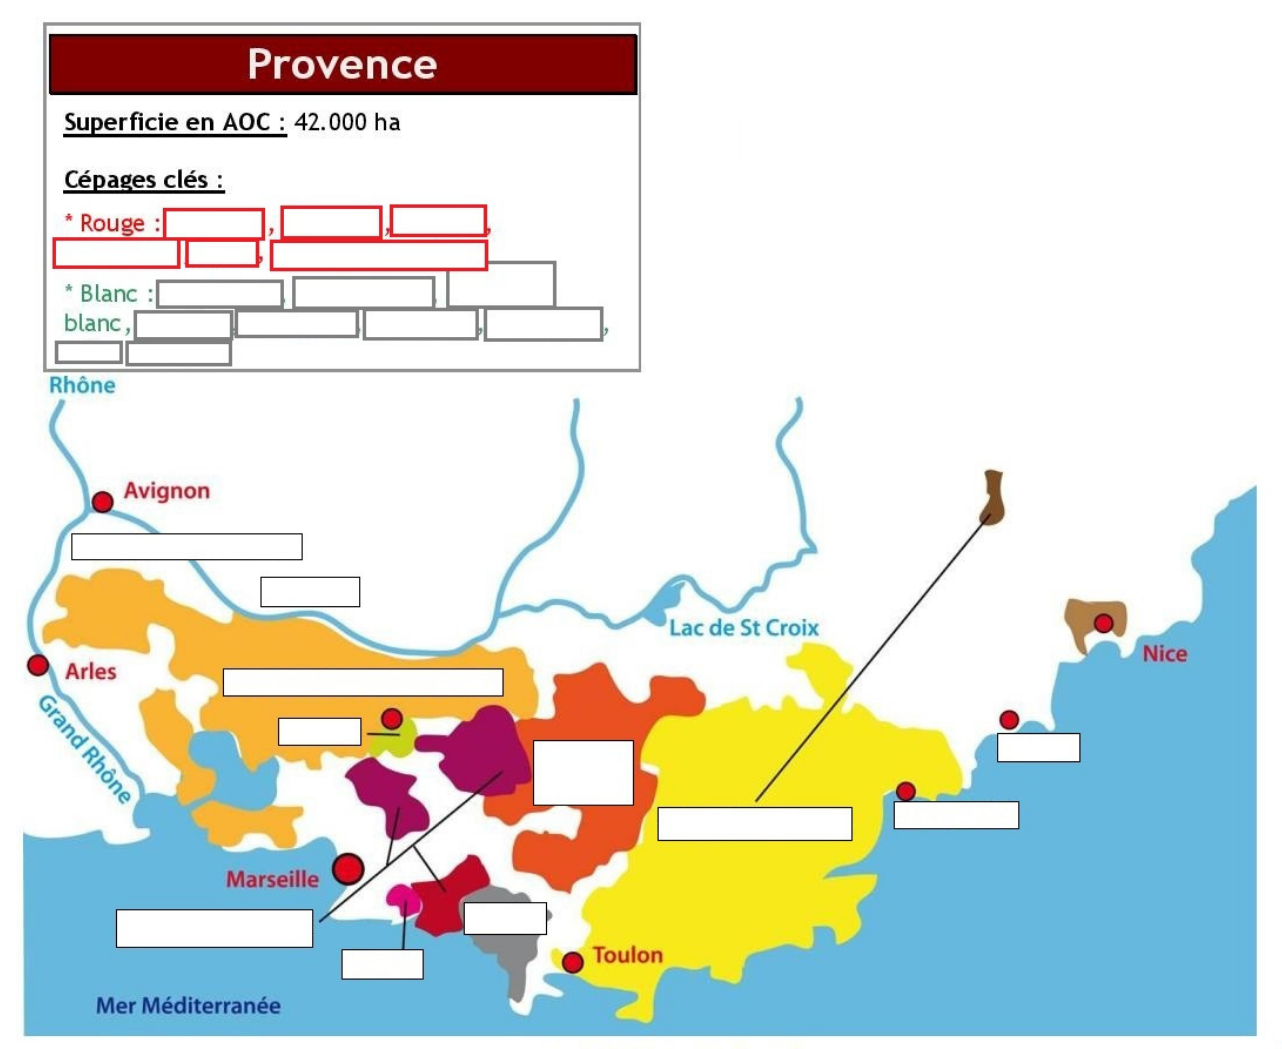 Provence
Superficie en AOC : 42.000 ha
Cépages clés :
* Rouge : , , ,
,
* Blanc : , ,
blanc, , , , ,
Rhône
Avignon
Lac de St Croix
Nice
Arles
Grand Rhône
Marseille
Toulon
Mer Méditerranée